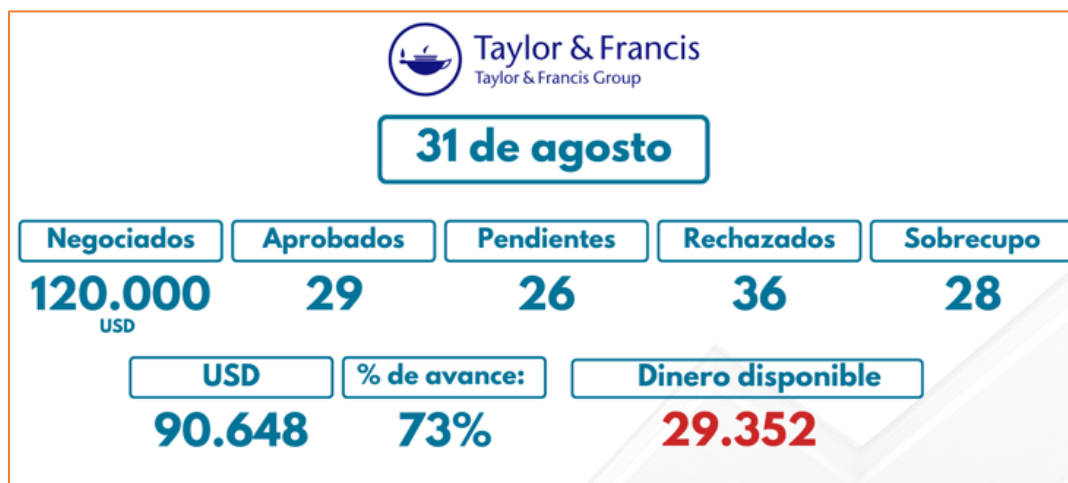 Taylor & Francis
Taylor & Francis Group
31 de agosto
Negociados Aprobados Pendientes Rechazados Sobrecupo
120.000 29 26 36 28
USD
USD % de avance: Dinero disponible
90.648 73% 29.352